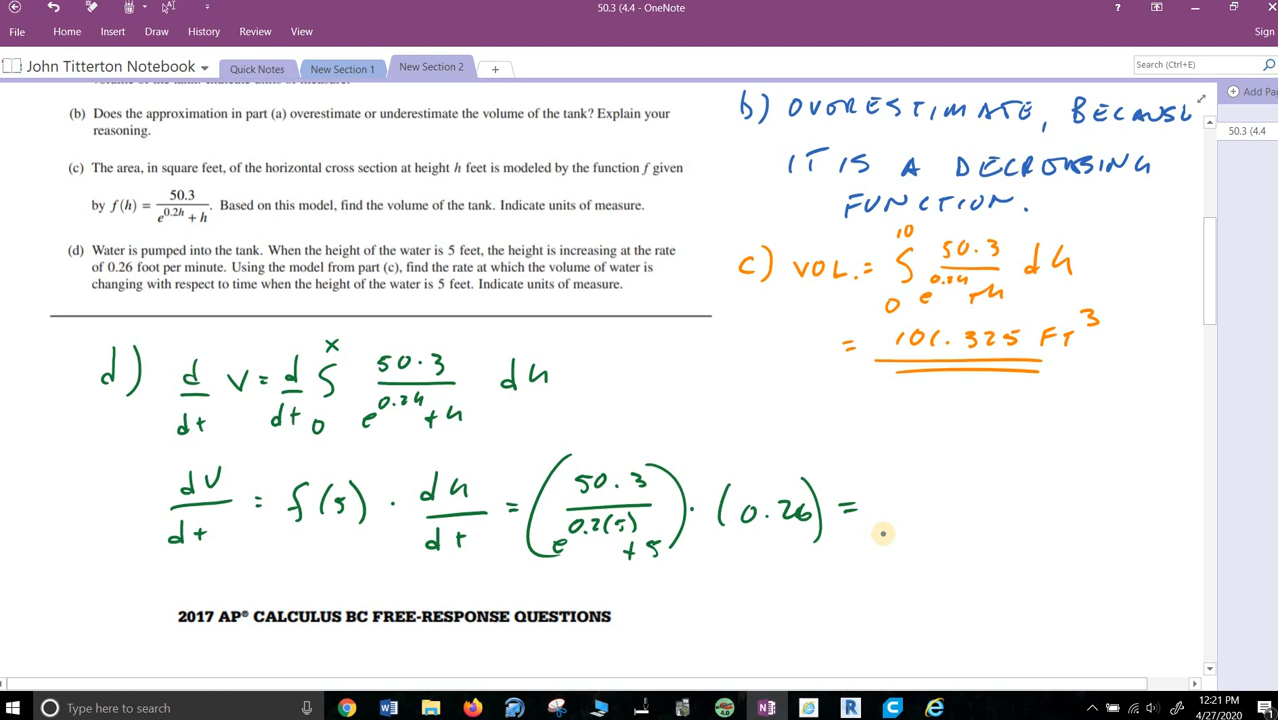 50.3 (4.4 - OneNote
File Home Insert Draw History Review View Sign
John Titterton Notebook Quick Notes New Section 1 New Section 2 + Search (Ctrl+E)
Add Pag
50.3 (4.4
(b) Does the approximation in part (a) overestimate or underestimate the volume of the tank? Explain your
reasoning.
(c) The area, in square feet, of the horizontal cross section at height h feet is modeled by the function f given
by f(h) = 50.3 / (e^{0.2h} + h). Based on this model, find the volume of the tank. Indicate units of measure.
(d) Water is pumped into the tank. When the height of the water is 5 feet, the height is increasing at the rate
of 0.26 foot per minute. Using the model from part (c), find the rate at which the volume of water is
changing with respect to time when the height of the water is 5 feet. Indicate units of measure.
b) OVERESTIMATE, BECAUSE
IT IS A DECREASING
FUNCTION.
c) VOL. = ∫_0^10 50.3 / (e^{0.2h} + h) dh
= 101.325 FT^3
d) d/dt V = d/dt ∫_0^x 50.3 / (e^{0.2h} + h) dh
dV/dt = f(5) · dh/dt = (50.3 / (e^{0.2(5)} + 5)) · (0.26) =
2017 AP® CALCULUS BC FREE-RESPONSE QUESTIONS
Type here to search
12:21 PM
4/27/2020